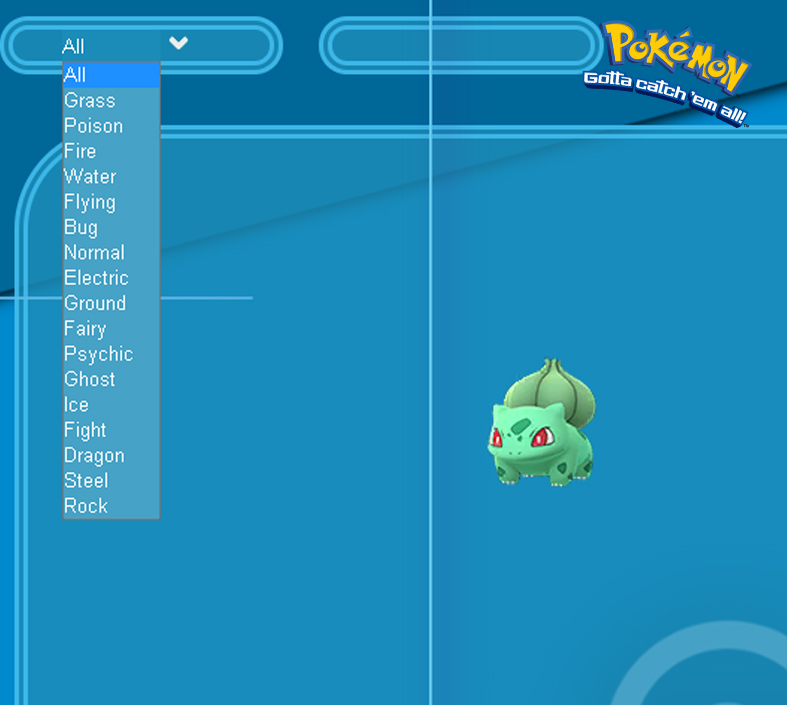 All
POKéMON
Gotta catch 'em all!
™
All
Grass
Poison
Fire
Water
Flying
Bug
Normal
Electric
Ground
Fairy
Psychic
Ghost
Ice
Fight
Dragon
Steel
Rock